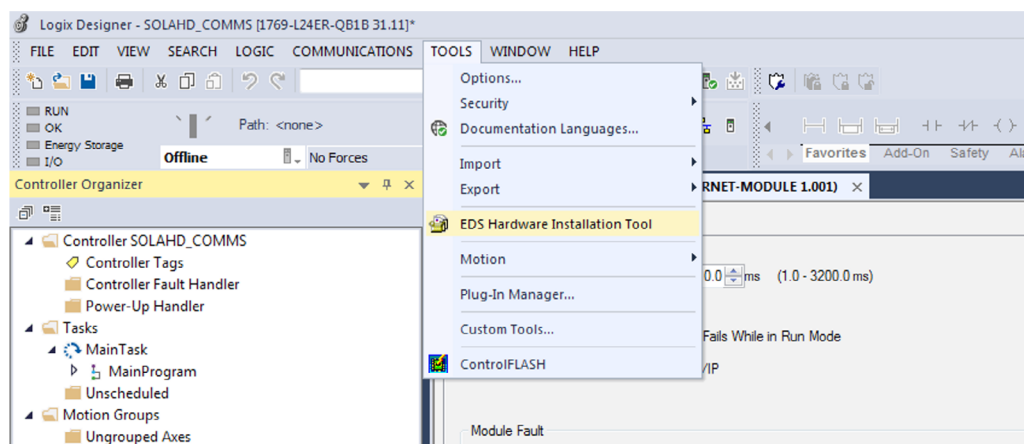 Logix Designer - SOLAHD_COMMS [1769-L24ER-QB1B 31.11]*
FILE EDIT VIEW SEARCH LOGIC COMMUNICATIONS TOOLS WINDOW HELP
Options...
Security
Documentation Languages...
Import
Export
EDS Hardware Installation Tool
Motion
Plug-In Manager...
Custom Tools...
ControlFLASH
RUN
OK
Energy Storage
I/O
Path: <none>
Offline
No Forces
Favorites Add-On Safety
Controller Organizer
RNET-MODULE 1.001)
Controller SOLAHD_COMMS
Controller Tags
Controller Fault Handler
Power-Up Handler
Tasks
MainTask
MainProgram
Unscheduled
Motion Groups
Ungrouped Axes
0.0 ms (1.0 - 3200.0 ms)
Fails While in Run Mode
/IP
Module Fault